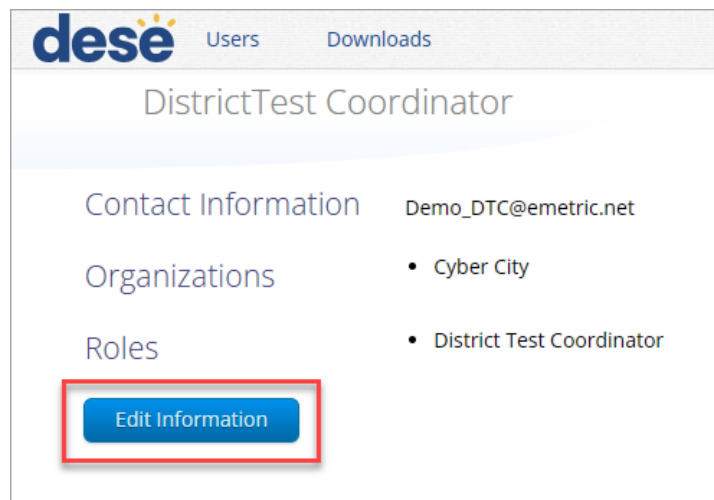 dese Users Downloads
DistrictTest Coordinator
Contact Information Demo_DTC@emetric.net
Organizations • Cyber City
Roles • District Test Coordinator
Edit Information